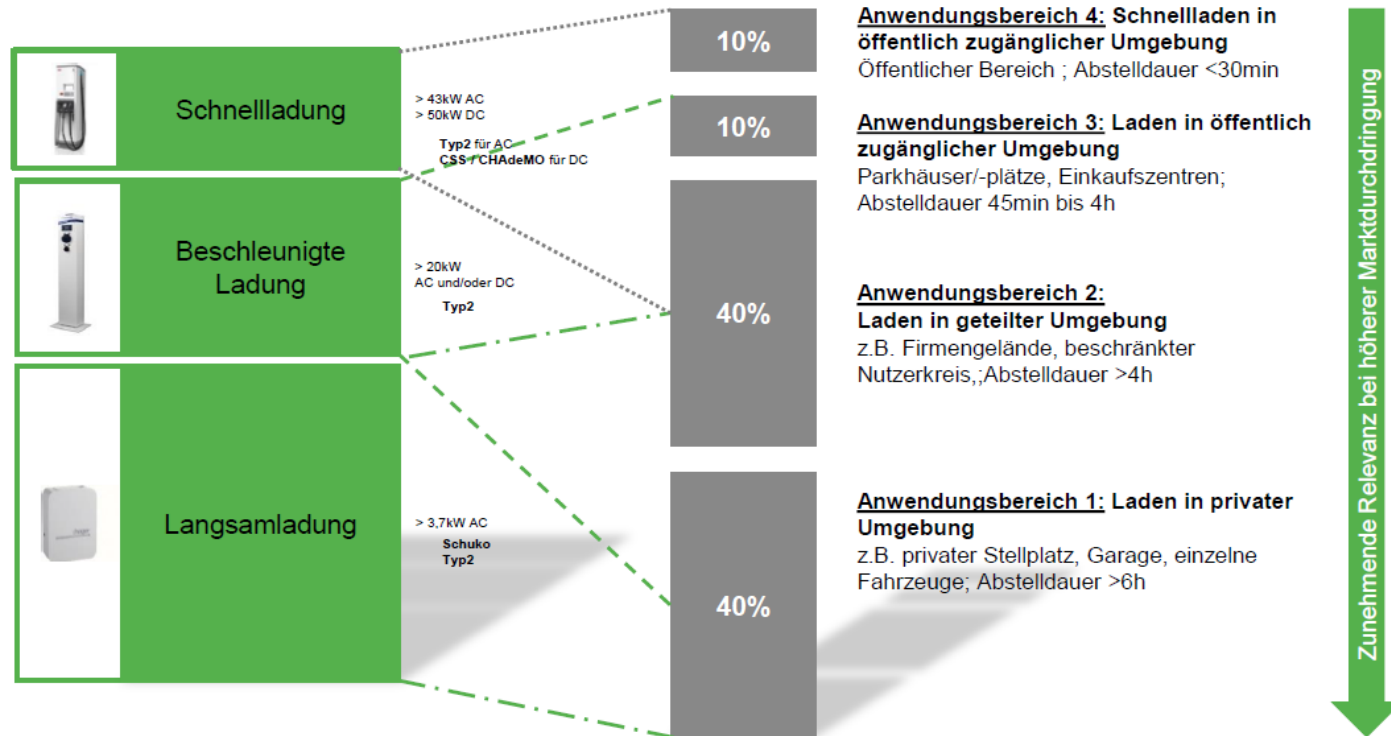 Schnellladung
> 43kW AC
> 50kW DC
Typ2 für AC
CSS / CHAdeMO für DC
Beschleunigte
Ladung
> 20kW
AC und/oder DC
Typ2
Langsamladung
> 3,7kW AC
Schuko
Typ2
10%
10%
40%
40%
Anwendungsbereich 4: Schnellladen in
öffentlich zugänglicher Umgebung
Öffentlicher Bereich ; Abstelldauer <30min
Anwendungsbereich 3: Laden in öffentlich
zugänglicher Umgebung
Parkhäuser/-plätze, Einkaufszentren;
Abstelldauer 45min bis 4h
Anwendungsbereich 2:
Laden in geteilter Umgebung
z.B. Firmengelände, beschränkter
Nutzerkreis,;Abstelldauer >4h
Anwendungsbereich 1: Laden in privater
Umgebung
z.B. privater Stellplatz, Garage, einzelne
Fahrzeuge; Abstelldauer >6h
Zunehmende Relevanz bei höherer Marktdurchdringung